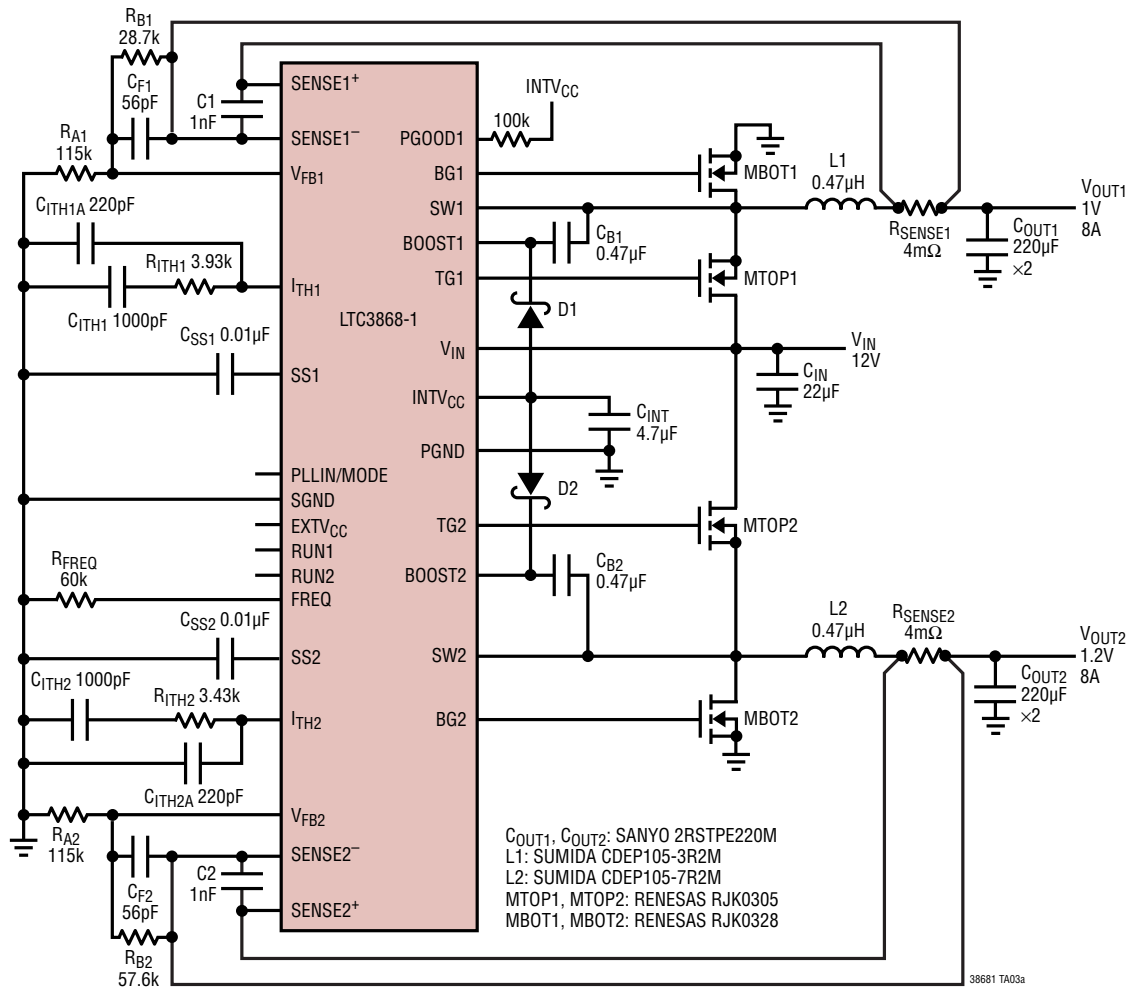 RB1
28.7k
CF1
56pF
C1
1nF
RA1
115k
CITH1A 220pF
RITH1 3.93k
CITH1 1000pF
CSS1 0.01µF
RFREQ
60k
CSS2 0.01µF
CITH2 1000pF
RITH2 3.43k
CITH2A 220pF
RA2
115k
CF2
56pF
C2
1nF
RB2
57.6k
SENSE1+
SENSE1–
VFB1
ITH1
LTC3868-1
SS1
PLLIN/MODE
SGND
EXTVCC
RUN1
RUN2
FREQ
SS2
ITH2
VFB2
SENSE2–
SENSE2+
PGOOD1
BG1
SW1
BOOST1
TG1
VIN
INTVCC
PGND
TG2
BOOST2
SW2
BG2
INTVCC
100k
MBOT1
L1
0.47µH
CB1
0.47µF
MTOP1
D1
RSENSE1
4mΩ
COUT1
220µF
×2
VOUT1
1V
8A
VIN
12V
CIN
22µF
CINT
4.7µF
D2
MTOP2
CB2
0.47µF
L2
0.47µH
RSENSE2
4mΩ
VOUT2
1.2V
8A
COUT2
220µF
×2
MBOT2
COUT1, COUT2: SANYO 2RSTPE220M
L1: SUMIDA CDEP105-3R2M
L2: SUMIDA CDEP105-7R2M
MTOP1, MTOP2: RENESAS RJK0305
MBOT1, MBOT2: RENESAS RJK0328
38681 TA03a